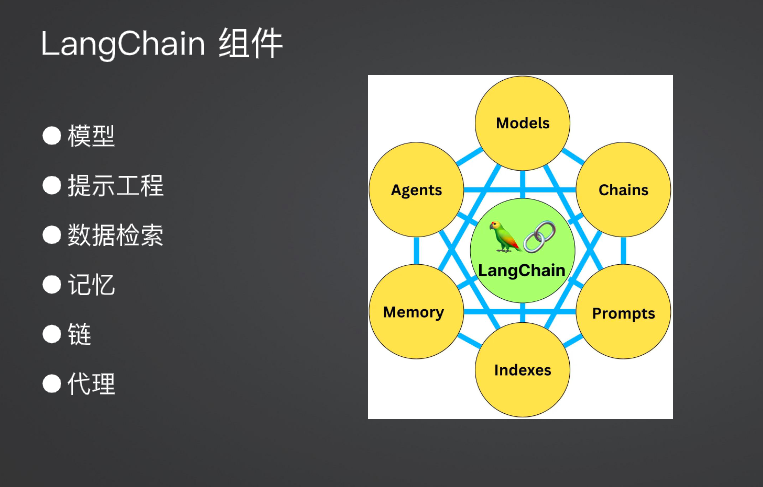 LangChain 组件
● 模型
● 提示工程
● 数据检索
● 记忆
● 链
● 代理
Models
Agents
Chains
LangChain
Memory
Prompts
Indexes